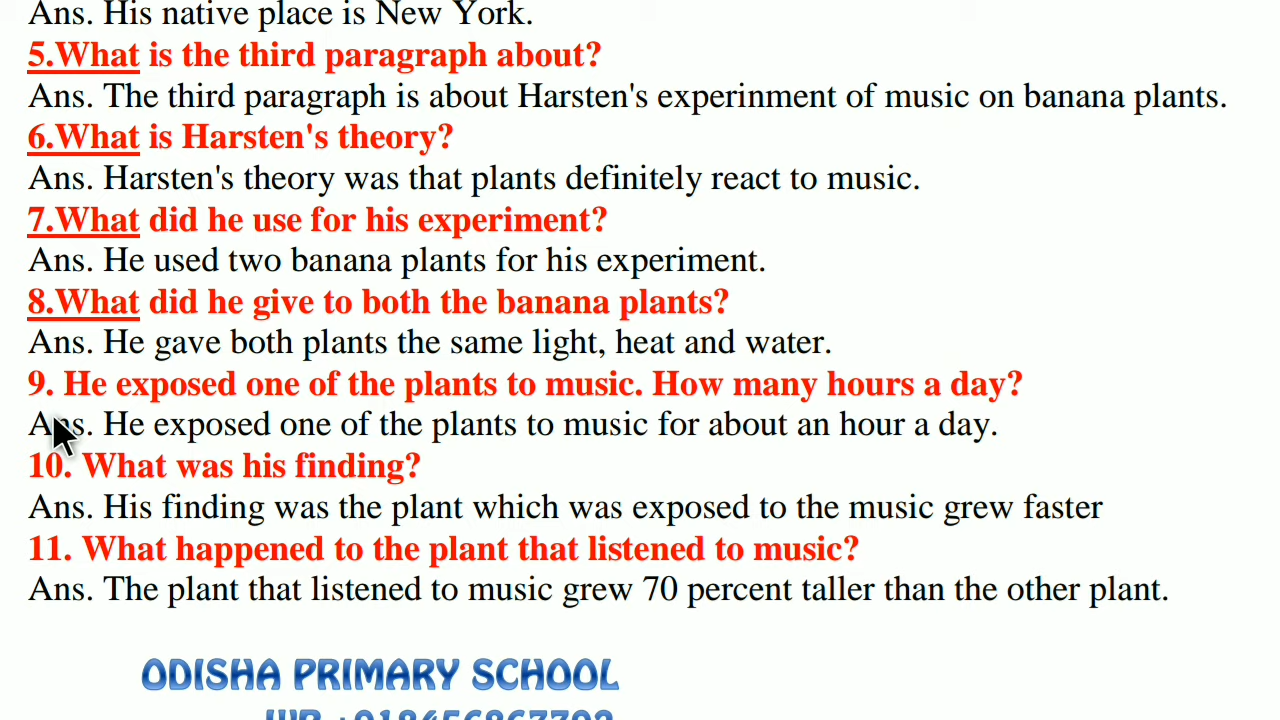 Ans. His native place is New York.
5.What is the third paragraph about?
Ans. The third paragraph is about Harsten's experinment of music on banana plants.
6.What is Harsten's theory?
Ans. Harsten's theory was that plants definitely react to music.
7.What did he use for his experiment?
Ans. He used two banana plants for his experiment.
8.What did he give to both the banana plants?
Ans. He gave both plants the same light, heat and water.
9. He exposed one of the plants to music. How many hours a day?
Ans. He exposed one of the plants to music for about an hour a day.
10. What was his finding?
Ans. His finding was the plant which was exposed to the music grew faster
11. What happened to the plant that listened to music?
Ans. The plant that listened to music grew 70 percent taller than the other plant.
ODISHA PRIMARY SCHOOL